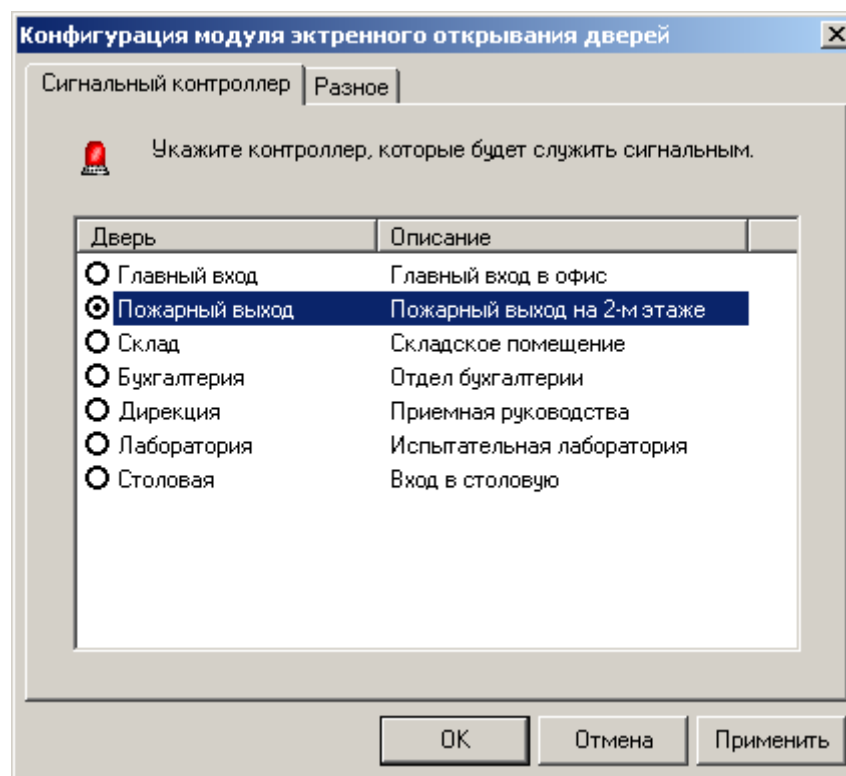 Конфигурация модуля эктренного открывания дверей
Сигнальный контроллер Разное
Укажите контроллер, которые будет служить сигнальным.
Дверь Описание
Главный вход Главный вход в офис
Пожарный выход Пожарный выход на 2-м этаже
Склад Складское помещение
Бухгалтерия Отдел бухгалтерии
Дирекция Приемная руководства
Лаборатория Испытательная лаборатория
Столовая Вход в столовую
OK Отмена Применить